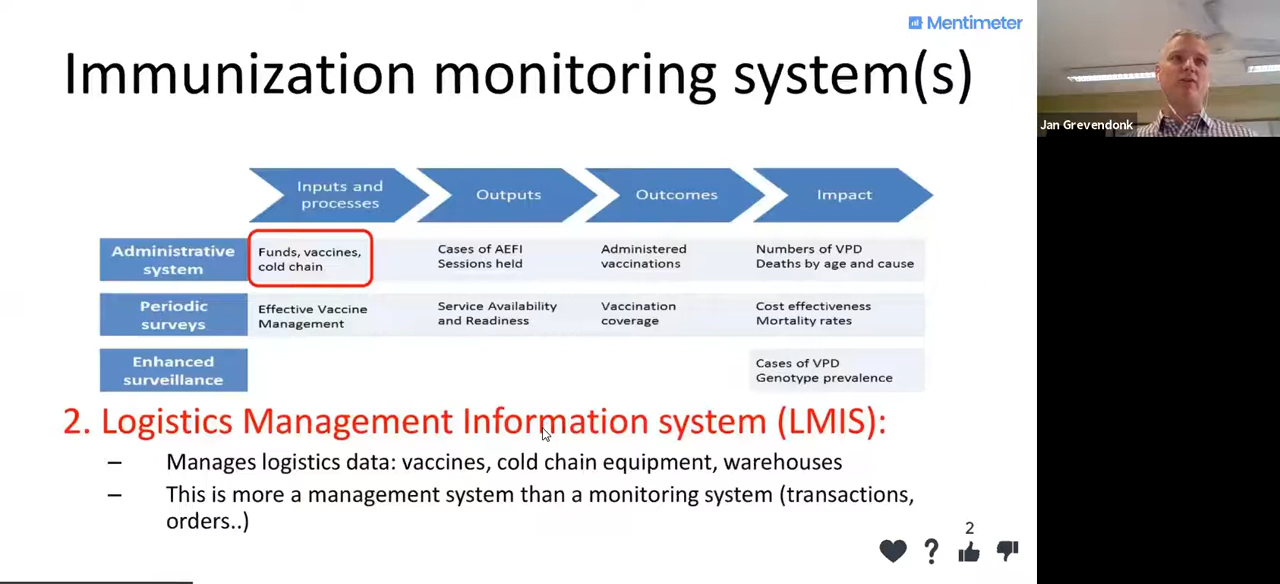 Mentimeter
Immunization monitoring system(s)
Jan Grevendonk
Inputs and
processes
Outputs
Outcomes
Impact
Administrative
system
Funds, vaccines,
cold chain
Cases of AEFI
Sessions held
Administered
vaccinations
Numbers of VPD
Deaths by age and cause
Periodic
surveys
Effective Vaccine
Management
Service Availability
and Readiness
Vaccination
coverage
Cost effectiveness
Mortality rates
Enhanced
surveillance
Cases of VPD
Genotype prevalence
2. Logistics Management Information system (LMIS):
– Manages logistics data: vaccines, cold chain equipment, warehouses
– This is more a management system than a monitoring system (transactions,
orders..)
2